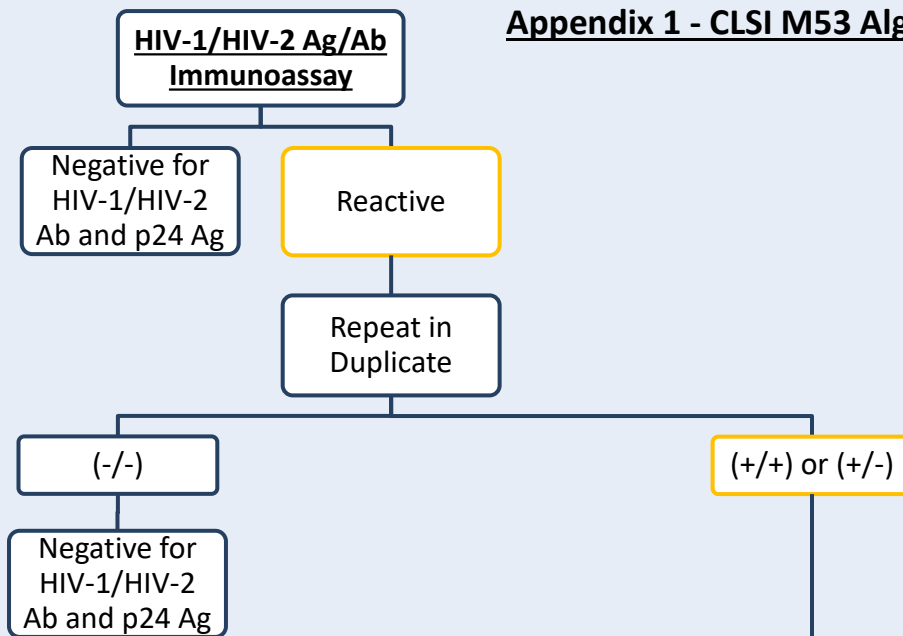 Appendix 1 - CLSI M53 Alg
HIV-1/HIV-2 Ag/Ab
Immunoassay
Negative for
HIV-1/HIV-2
Ab and p24 Ag
Reactive
Repeat in
Duplicate
(-/-)
(+/+) or (+/-)
Negative for
HIV-1/HIV-2
Ab and p24 Ag